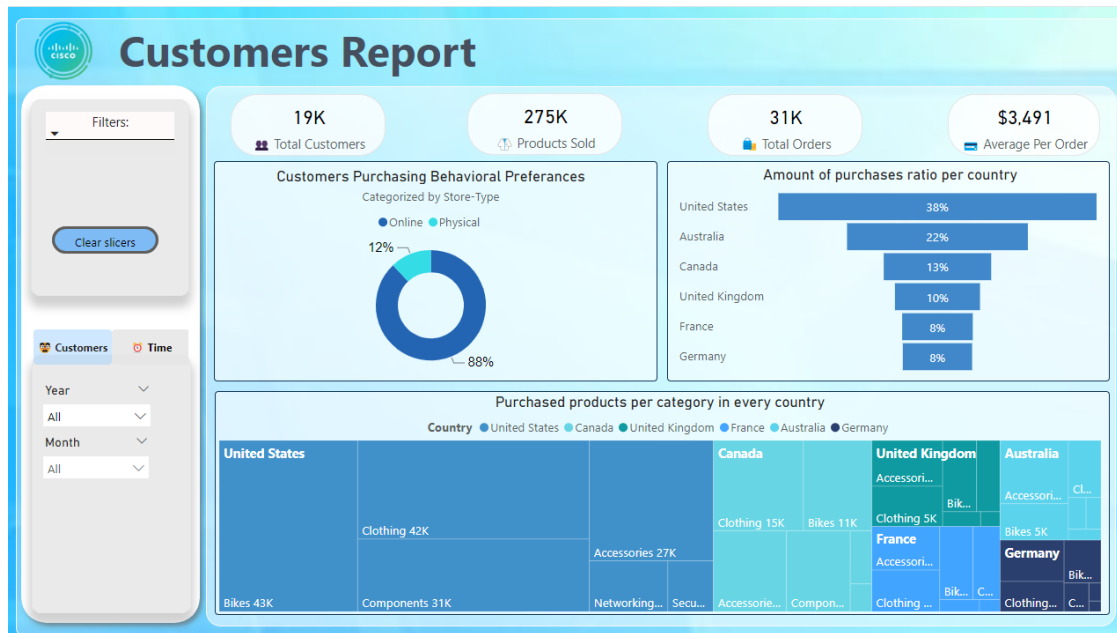 CISCO
Customers Report
Filters:
Clear slicers
Customers
Time
Year
All
Month
All
19K
Total Customers
275K
Products Sold
31K
Total Orders
$3,491
Average Per Order
Customers Purchasing Behavioral Preferances
Categorized by Store-Type
Online Physical
12%
88%
Amount of purchases ratio per country
United States 38%
Australia 22%
Canada 13%
United Kingdom 10%
France 8%
Germany 8%
Purchased products per category in every country
Country United States Canada United Kingdom France Australia Germany
United States
Bikes 43K
Clothing 42K
Components 31K
Accessories 27K
Networking...
Secu...
Canada
Clothing 15K
Bikes 11K
Accessorie...
Compon...
United Kingdom
Accessori...
Clothing 5K
Bik...
France
Accessori...
Clothing ...
Bik...
C...
Australia
Accessori...
Bikes 5K
Cl...
Germany
Clothing...
Bik...
C...